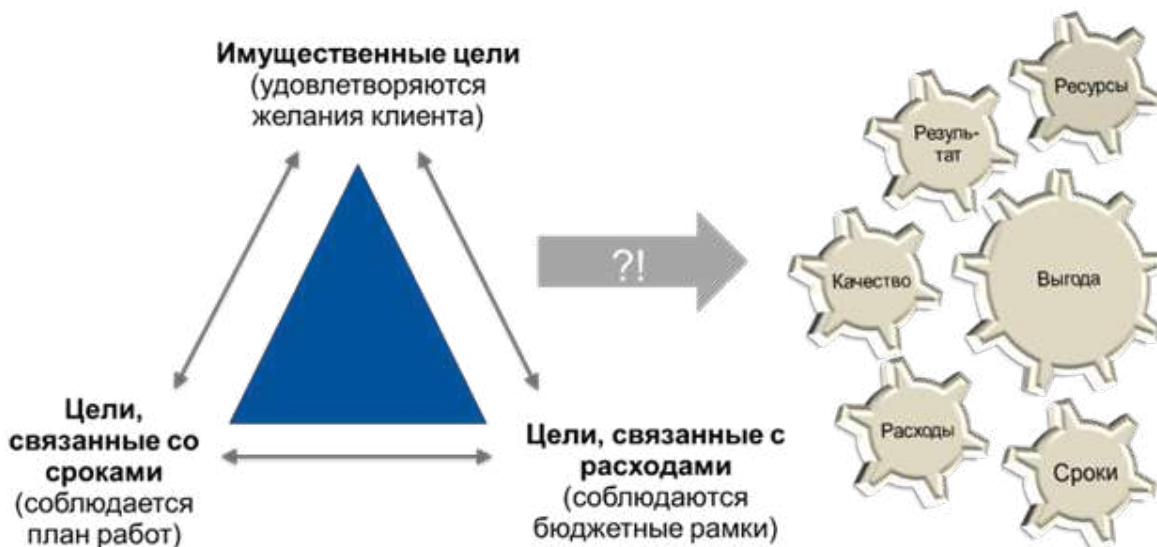 Имущественные цели
(удовлетворяются
желания клиента)
Цели,
связанные со
сроками
(соблюдается
план работ)
Цели, связанные с
расходами
(соблюдаются
бюджетные рамки)
?!
Ресурсы
Резуль-
тат
Качество
Выгода
Расходы
Сроки